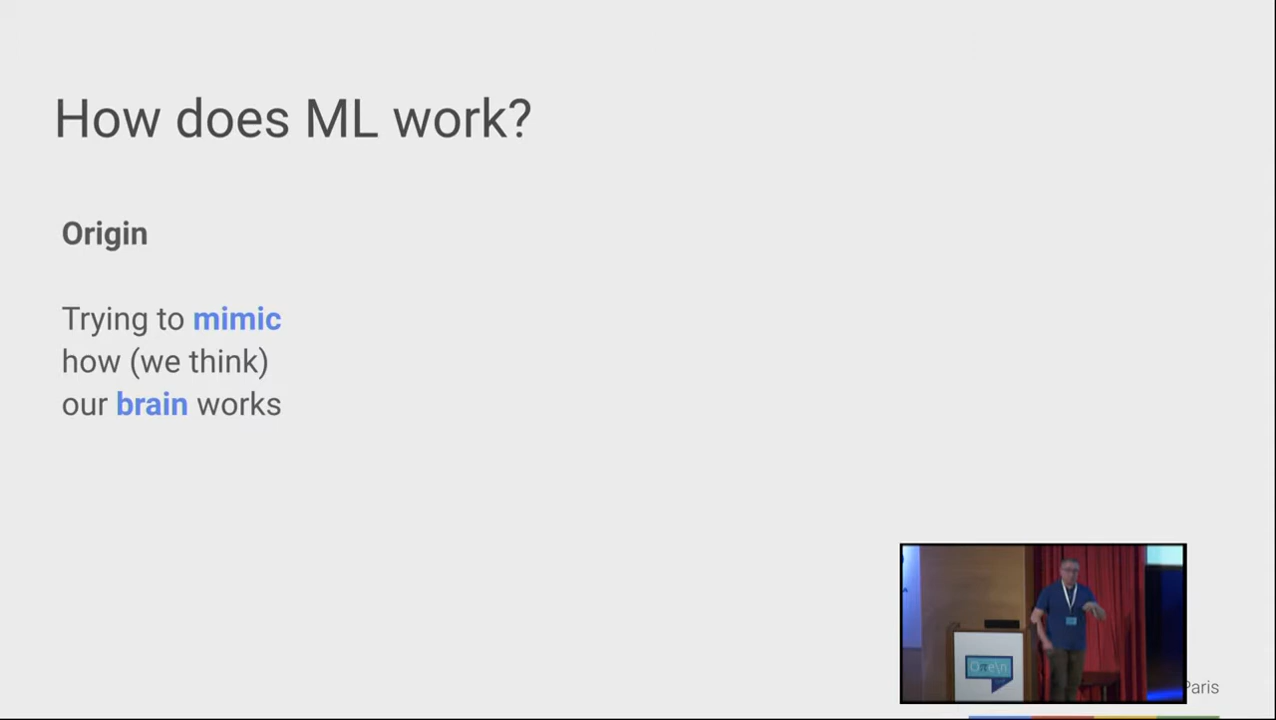 How does ML work?
Origin
Trying to mimic
how (we think)
our brain works
Paris